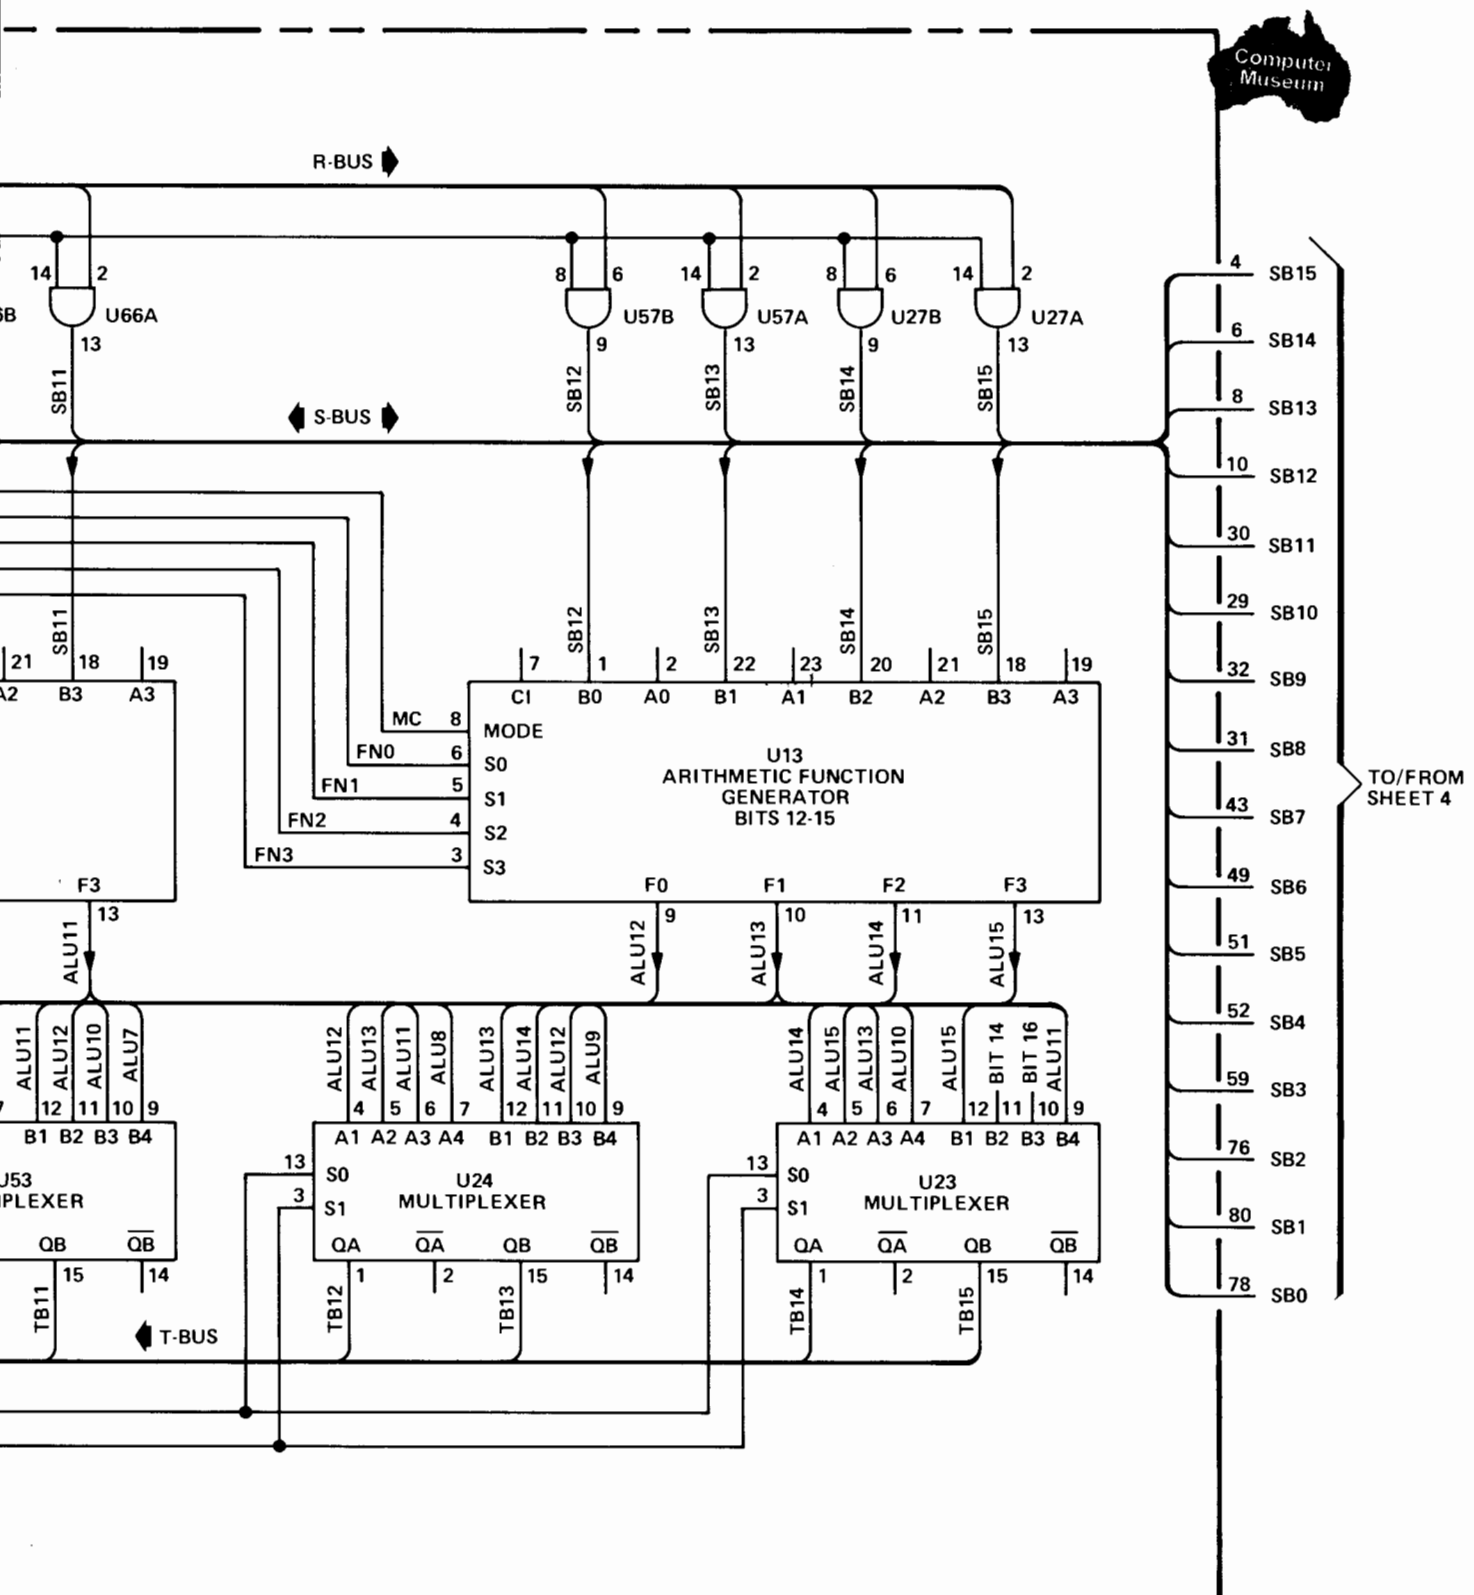 Computer
Museum
R-BUS
14
2
8
6
14
2
8
6
14
2
6B
U66A
U57B
U57A
U27B
U27A
13
9
13
9
13
SB11
SB12
SB13
SB14
SB15
S-BUS
4
SB15
6
SB14
8
SB13
10
SB12
30
SB11
29
SB10
32
SB9
31
SB8
43
SB7
49
SB6
51
SB5
52
SB4
59
SB3
76
SB2
80
SB1
78
SB0
TO/FROM
SHEET 4
SB11
SB12
SB13
SB14
SB15
21
18
19
A2
B3
A3
7
1
2
22
23
20
21
18
19
C1
B0
A0
B1
A1
B2
A2
B3
A3
MC
8
MODE
FN0
6
S0
FN1
5
S1
FN2
4
S2
FN3
3
S3
U13
ARITHMETIC FUNCTION
GENERATOR
BITS 12-15
F3
F0
F1
F2
F3
13
9
10
11
13
ALU11
ALU12
ALU13
ALU14
ALU15
ALU11
ALU12
ALU10
ALU7
ALU12
ALU13
ALU11
ALU8
ALU13
ALU14
ALU12
ALU9
ALU14
ALU15
ALU13
ALU10
ALU15
BIT 14
BIT 16
ALU11
7
12
11
10
9
4
5
6
7
12
11
10
9
4
5
6
7
12
11
10
9
B1
B2
B3
B4
A1
A2
A3
A4
B1
B2
B3
B4
A1
A2
A3
A4
B1
B2
B3
B4
U53
IPLEXER
13
S0
3
S1
U24
MULTIPLEXER
13
S0
3
S1
U23
MULTIPLEXER
QB
QB
QA
QA
QB
QB
QA
QA
QB
QB
15
14
1
2
15
14
1
2
15
14
TB11
TB12
TB13
TB14
TB15
T-BUS